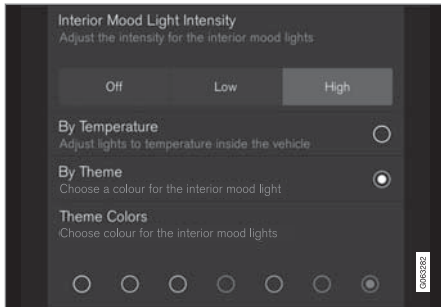 Interior Mood Light Intensity
Adjust the intensity for the interior mood lights
Off Low High
By Temperature
Adjust lights to temperature inside the vehicle
By Theme
Choose a colour for the interior mood light
Theme Colors
Choose colour for the interior mood lights
G063282